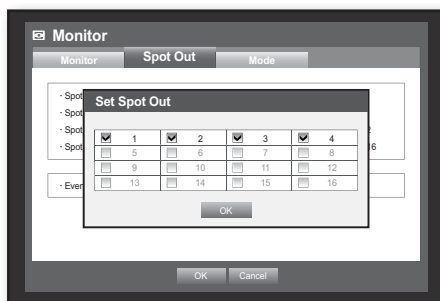 Monitor
Monitor Spot Out Mode
· Spot
· Spot
· Spot 2
· Spot 16
· Even
Set Spot Out
1 2 3 4
5 6 7 8
9 10 11 12
13 14 15 16
OK
OK Cancel